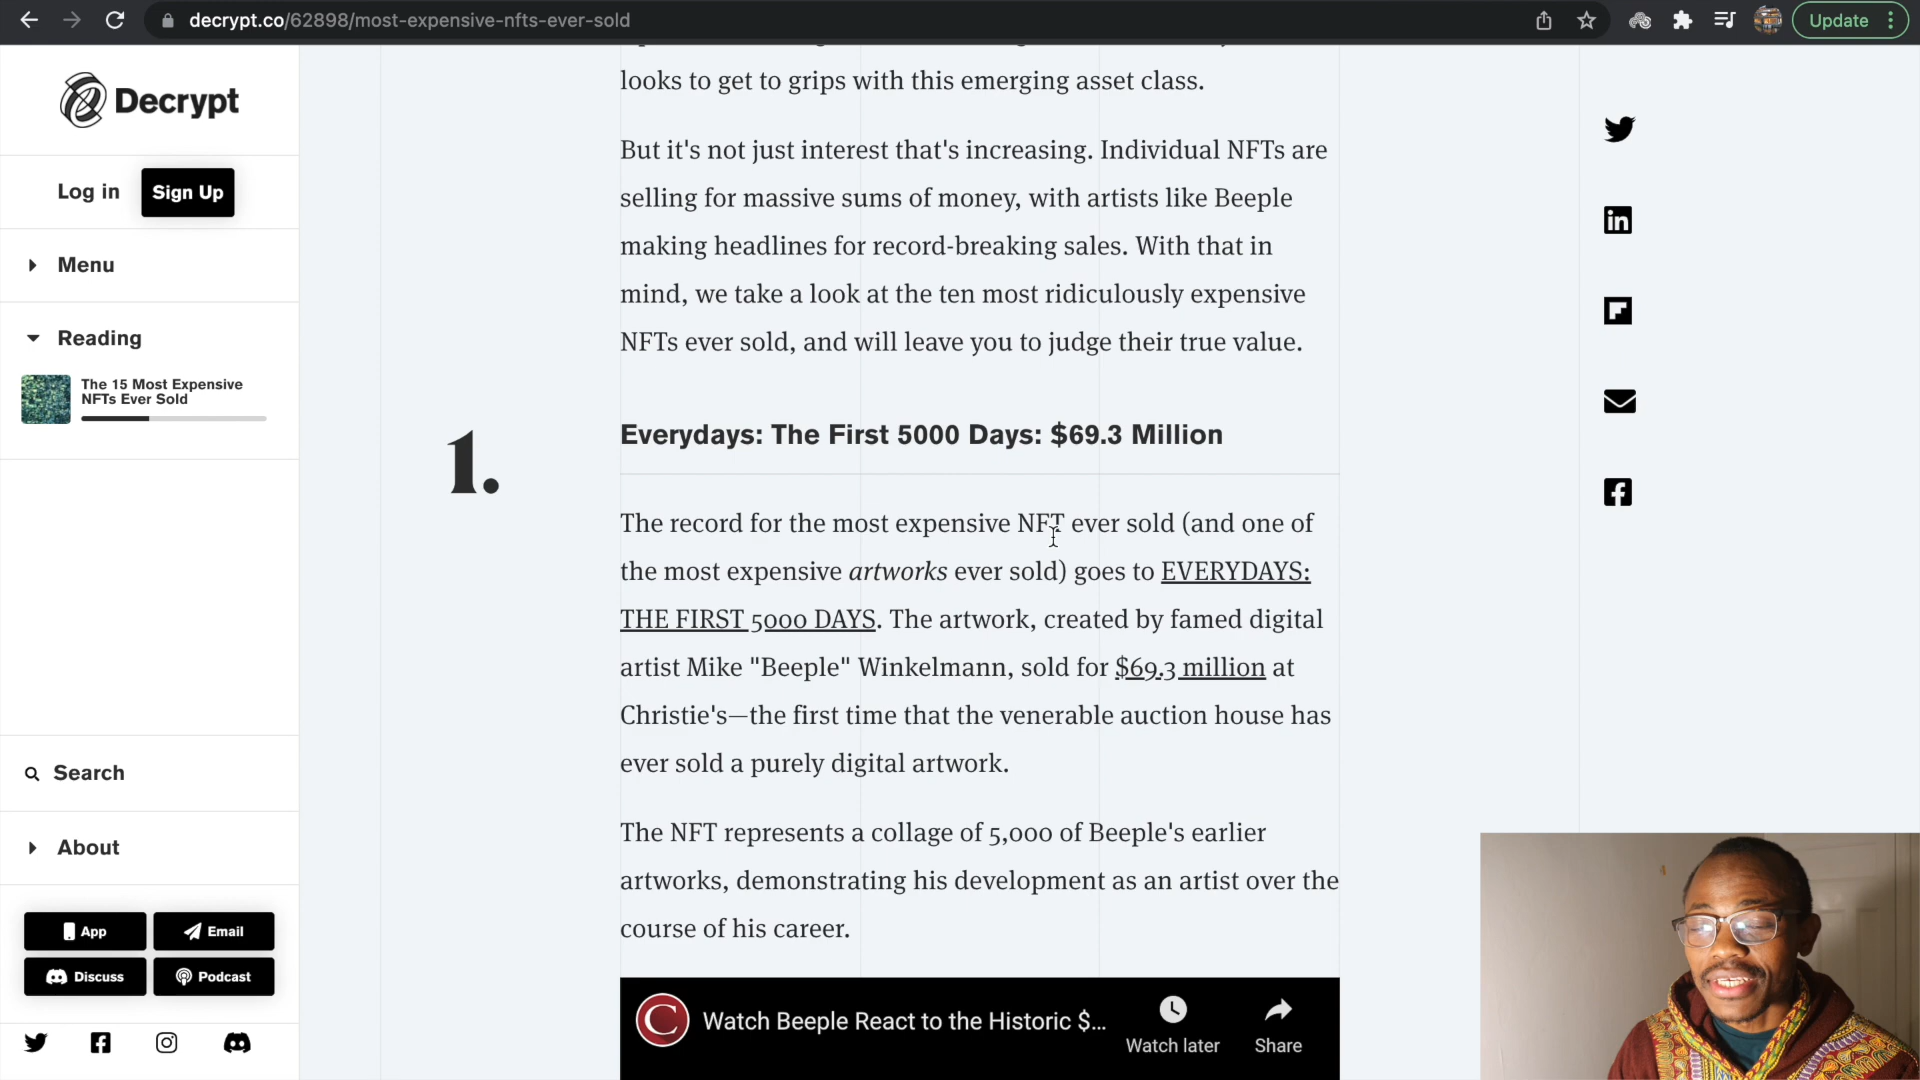 decrypt.co/62898/most-expensive-nfts-ever-sold
Update
Decrypt
Log in
Sign Up
Menu
Reading
The 15 Most Expensive
NFTs Ever Sold
Search
About
App
Email
Discuss
Podcast
looks to get to grips with this emerging asset class.
But it's not just interest that's increasing. Individual NFTs are
selling for massive sums of money, with artists like Beeple
making headlines for record-breaking sales. With that in
mind, we take a look at the ten most ridiculously expensive
NFTs ever sold, and will leave you to judge their true value.
1.
Everydays: The First 5000 Days: $69.3 Million
The record for the most expensive NFT ever sold (and one of
the most expensive artworks ever sold) goes to EVERYDAYS:
THE FIRST 5000 DAYS. The artwork, created by famed digital
artist Mike "Beeple" Winkelmann, sold for $69.3 million at
Christie's—the first time that the venerable auction house has
ever sold a purely digital artwork.
The NFT represents a collage of 5,000 of Beeple's earlier
artworks, demonstrating his development as an artist over the
course of his career.
C
Watch Beeple React to the Historic $...
Watch later
Share